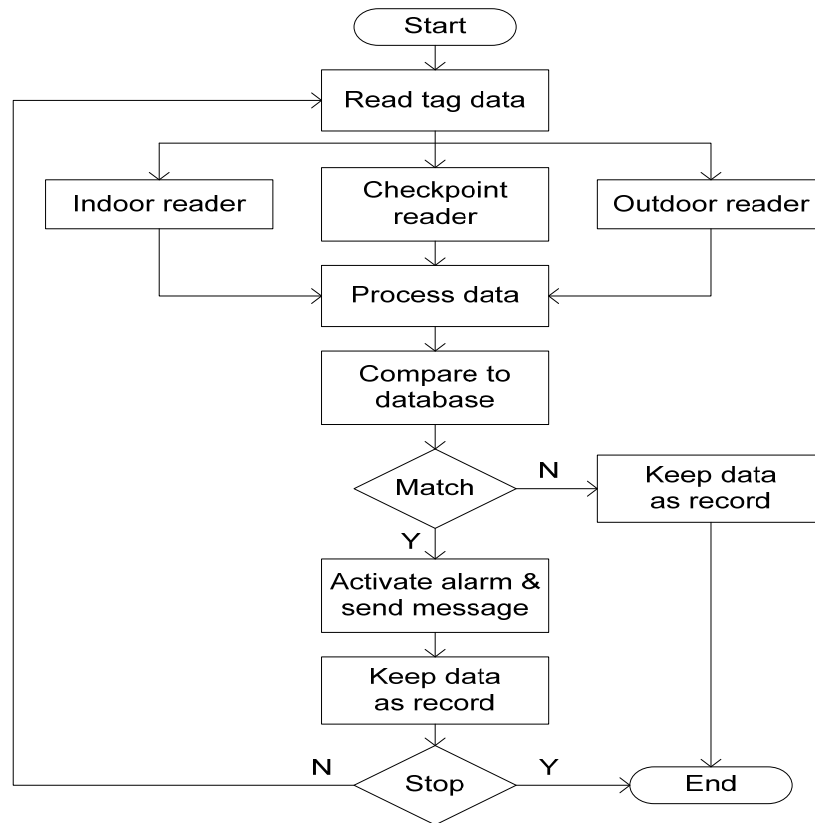 Start
Read tag data
Indoor reader
Checkpoint
reader
Outdoor reader
Process data
Compare to
database
Match
N
Keep data
as record
Y
Activate alarm &
send message
Keep data
as record
N
Stop
Y
End